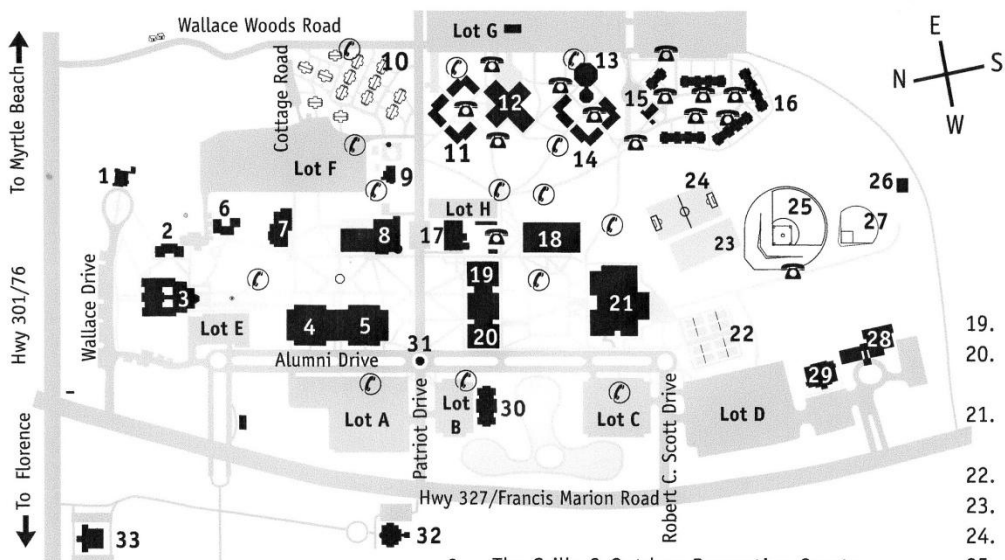 Wallace Woods Road
Lot G
E
N
S
W
To Myrtle Beach
Hwy 301/76
To Florence
Cottage Road
10
13
12
15
16
11
14
Lot F
1
9
24
26
25
27
6
2
7
8
Lot H
17
18
23
Wallace Drive
3
19
21
Lot E
4
5
20
22
28
31
Alumni Drive
29
Lot A
Patriot Drive
Lot
B
30
Lot C
Robert C. Scott Drive
Lot D
Hwy 327/Francis Marion Road
33
32
19.
20.
21.
22.
23.
24.